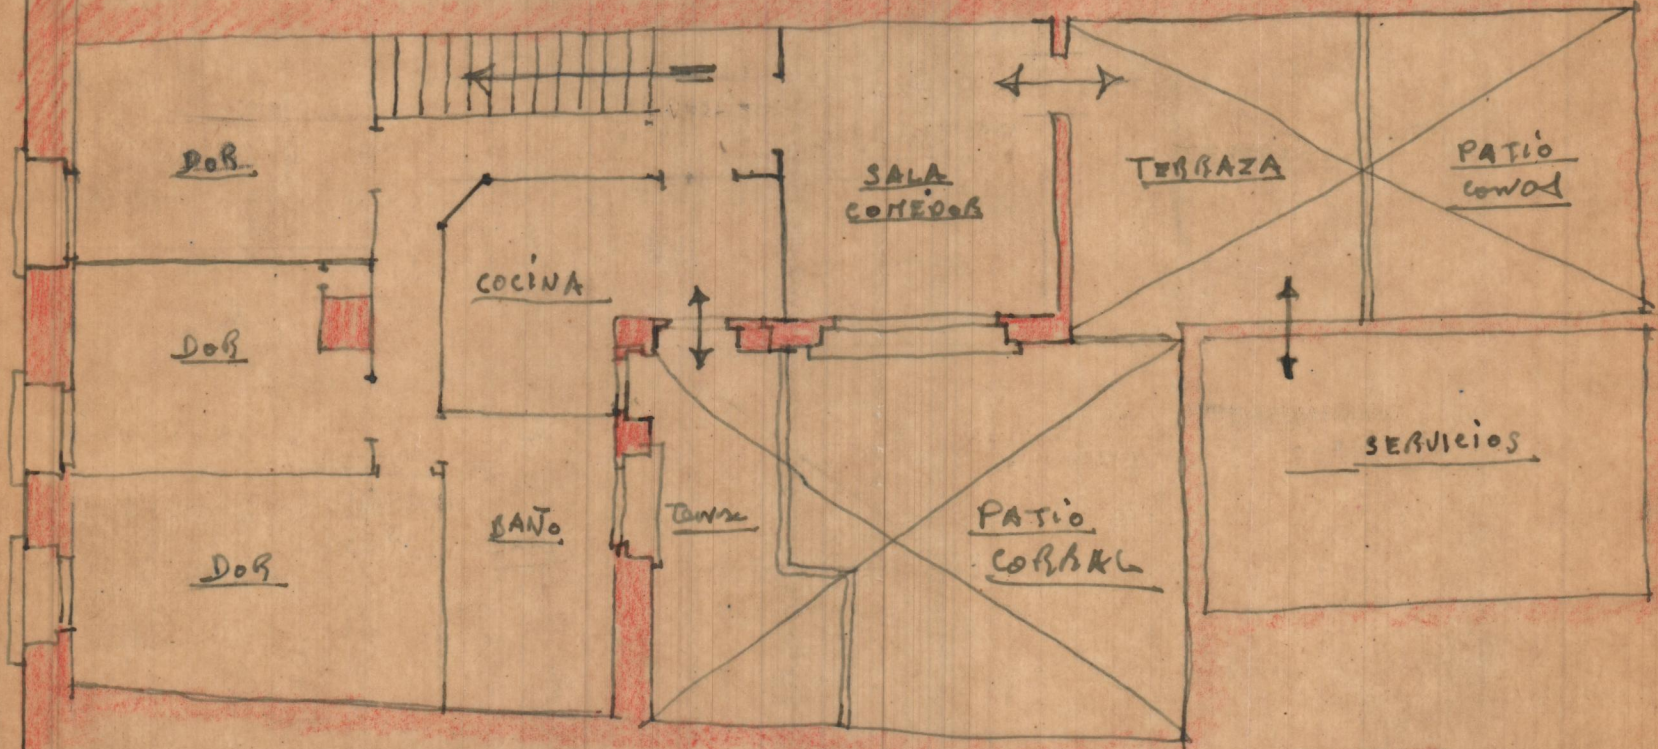 DOR.
SALA
COMEDOR
TERRAZA
PATIO
COCINA
DOR
SERVICIOS
BAÑO
PATIO
CORRAL
DOR